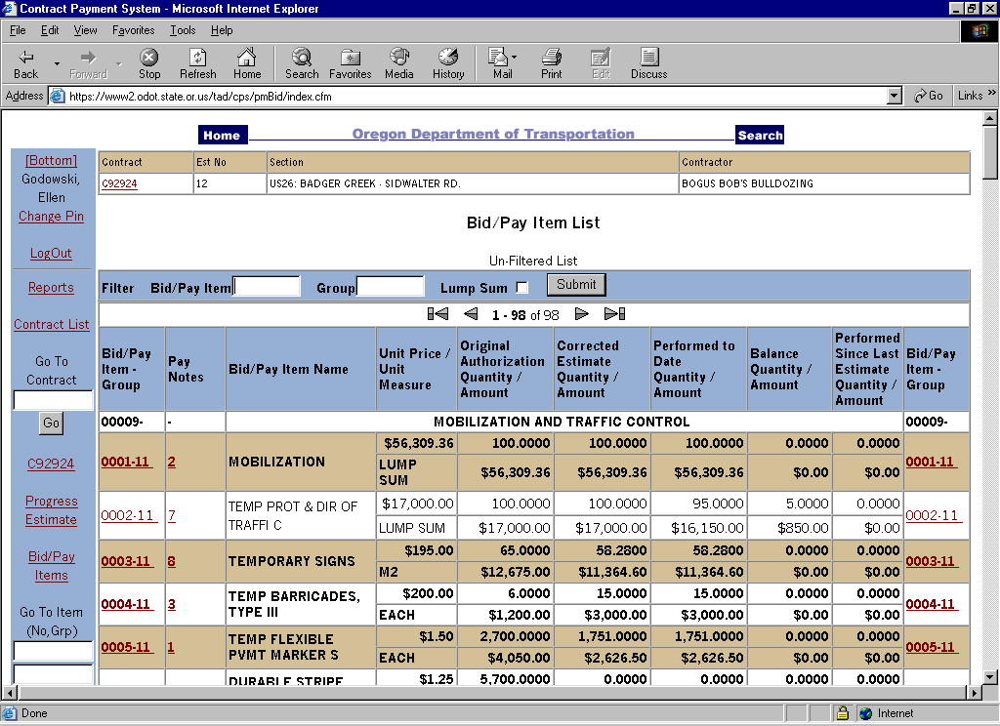 Contract Payment System - Microsoft Internet Explorer
File Edit View Favorites Tools Help
Back Forward Stop Refresh Home Search Favorites Media History Mail Print Edit Discuss
Address https://www2.odot.state.or.us/tad/cps/pmBid/index.cfm Go Links »
Home Oregon Department of Transportation Search
[Bottom]
Godowski,
Ellen
Change Pin
LogOut
Reports
Contract List
Go To
Contract
Go
C92924
Progress
Estimate
Bid/Pay
Items
Go To Item
(No,Grp)
Contract Est No Section Contractor
C92924 12 US26: BADGER CREEK - SIDWALTER RD. BOGUS BOB'S BULLDOZING
Bid/Pay Item List
Un-Filtered List
Filter Bid/Pay Item Group Lump Sum Submit
1 - 98 of 98
Bid/Pay Item - Group Pay Notes Bid/Pay Item Name Unit Price / Unit Measure Original Authorization Quantity / Amount Corrected Estimate Quantity / Amount Performed to Date Quantity / Amount Balance Quantity / Amount Performed Since Last Estimate Quantity / Amount Bid/Pay Item - Group
00009- - MOBILIZATION AND TRAFFIC CONTROL 00009-
0001-11 2 MOBILIZATION $56,309.36 100.0000 100.0000 100.0000 0.0000 0.0000 0001-11
LUMP SUM $56,309.36 $56,309.36 $56,309.36 $0.00 $0.00
0002-11 7 TEMP PROT & DIR OF TRAFFI C $17,000.00 100.0000 100.0000 95.0000 5.0000 0.0000 0002-11
LUMP SUM $17,000.00 $17,000.00 $16,150.00 $850.00 $0.00
0003-11 8 TEMPORARY SIGNS $195.00 65.0000 58.2800 58.2800 0.0000 0.0000 0003-11
M2 $12,675.00 $11,364.60 $11,364.60 $0.00 $0.00
0004-11 3 TEMP BARRICADES, TYPE III $200.00 6.0000 15.0000 15.0000 0.0000 0.0000 0004-11
EACH $1,200.00 $3,000.00 $3,000.00 $0.00 $0.00
0005-11 1 TEMP FLEXIBLE PVMT MARKER S $1.50 2,700.0000 1,751.0000 1,751.0000 0.0000 0.0000 0005-11
EACH $4,050.00 $2,626.50 $2,626.50 $0.00 $0.00
DURABLE STRIPE $1.25 5,700.0000 0.0000 0.0000 0.0000 0.0000
Done Internet